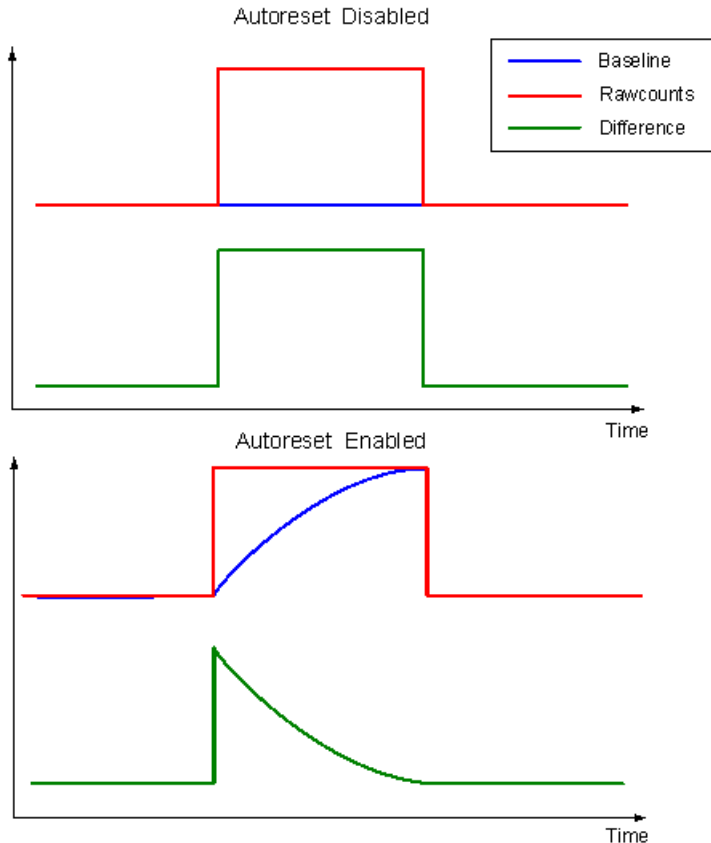 Autoreset Disabled
Baseline
Rawcounts
Difference
Time
Autoreset Enabled
Time